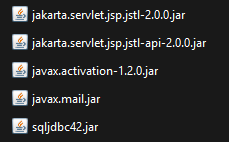 jakarta.servlet.jsp.jstl-2.0.0.jar
jakarta.servlet.jsp.jstl-api-2.0.0.jar
javax.activation-1.2.0.jar
javax.mail.jar
sqljdbc42.jar